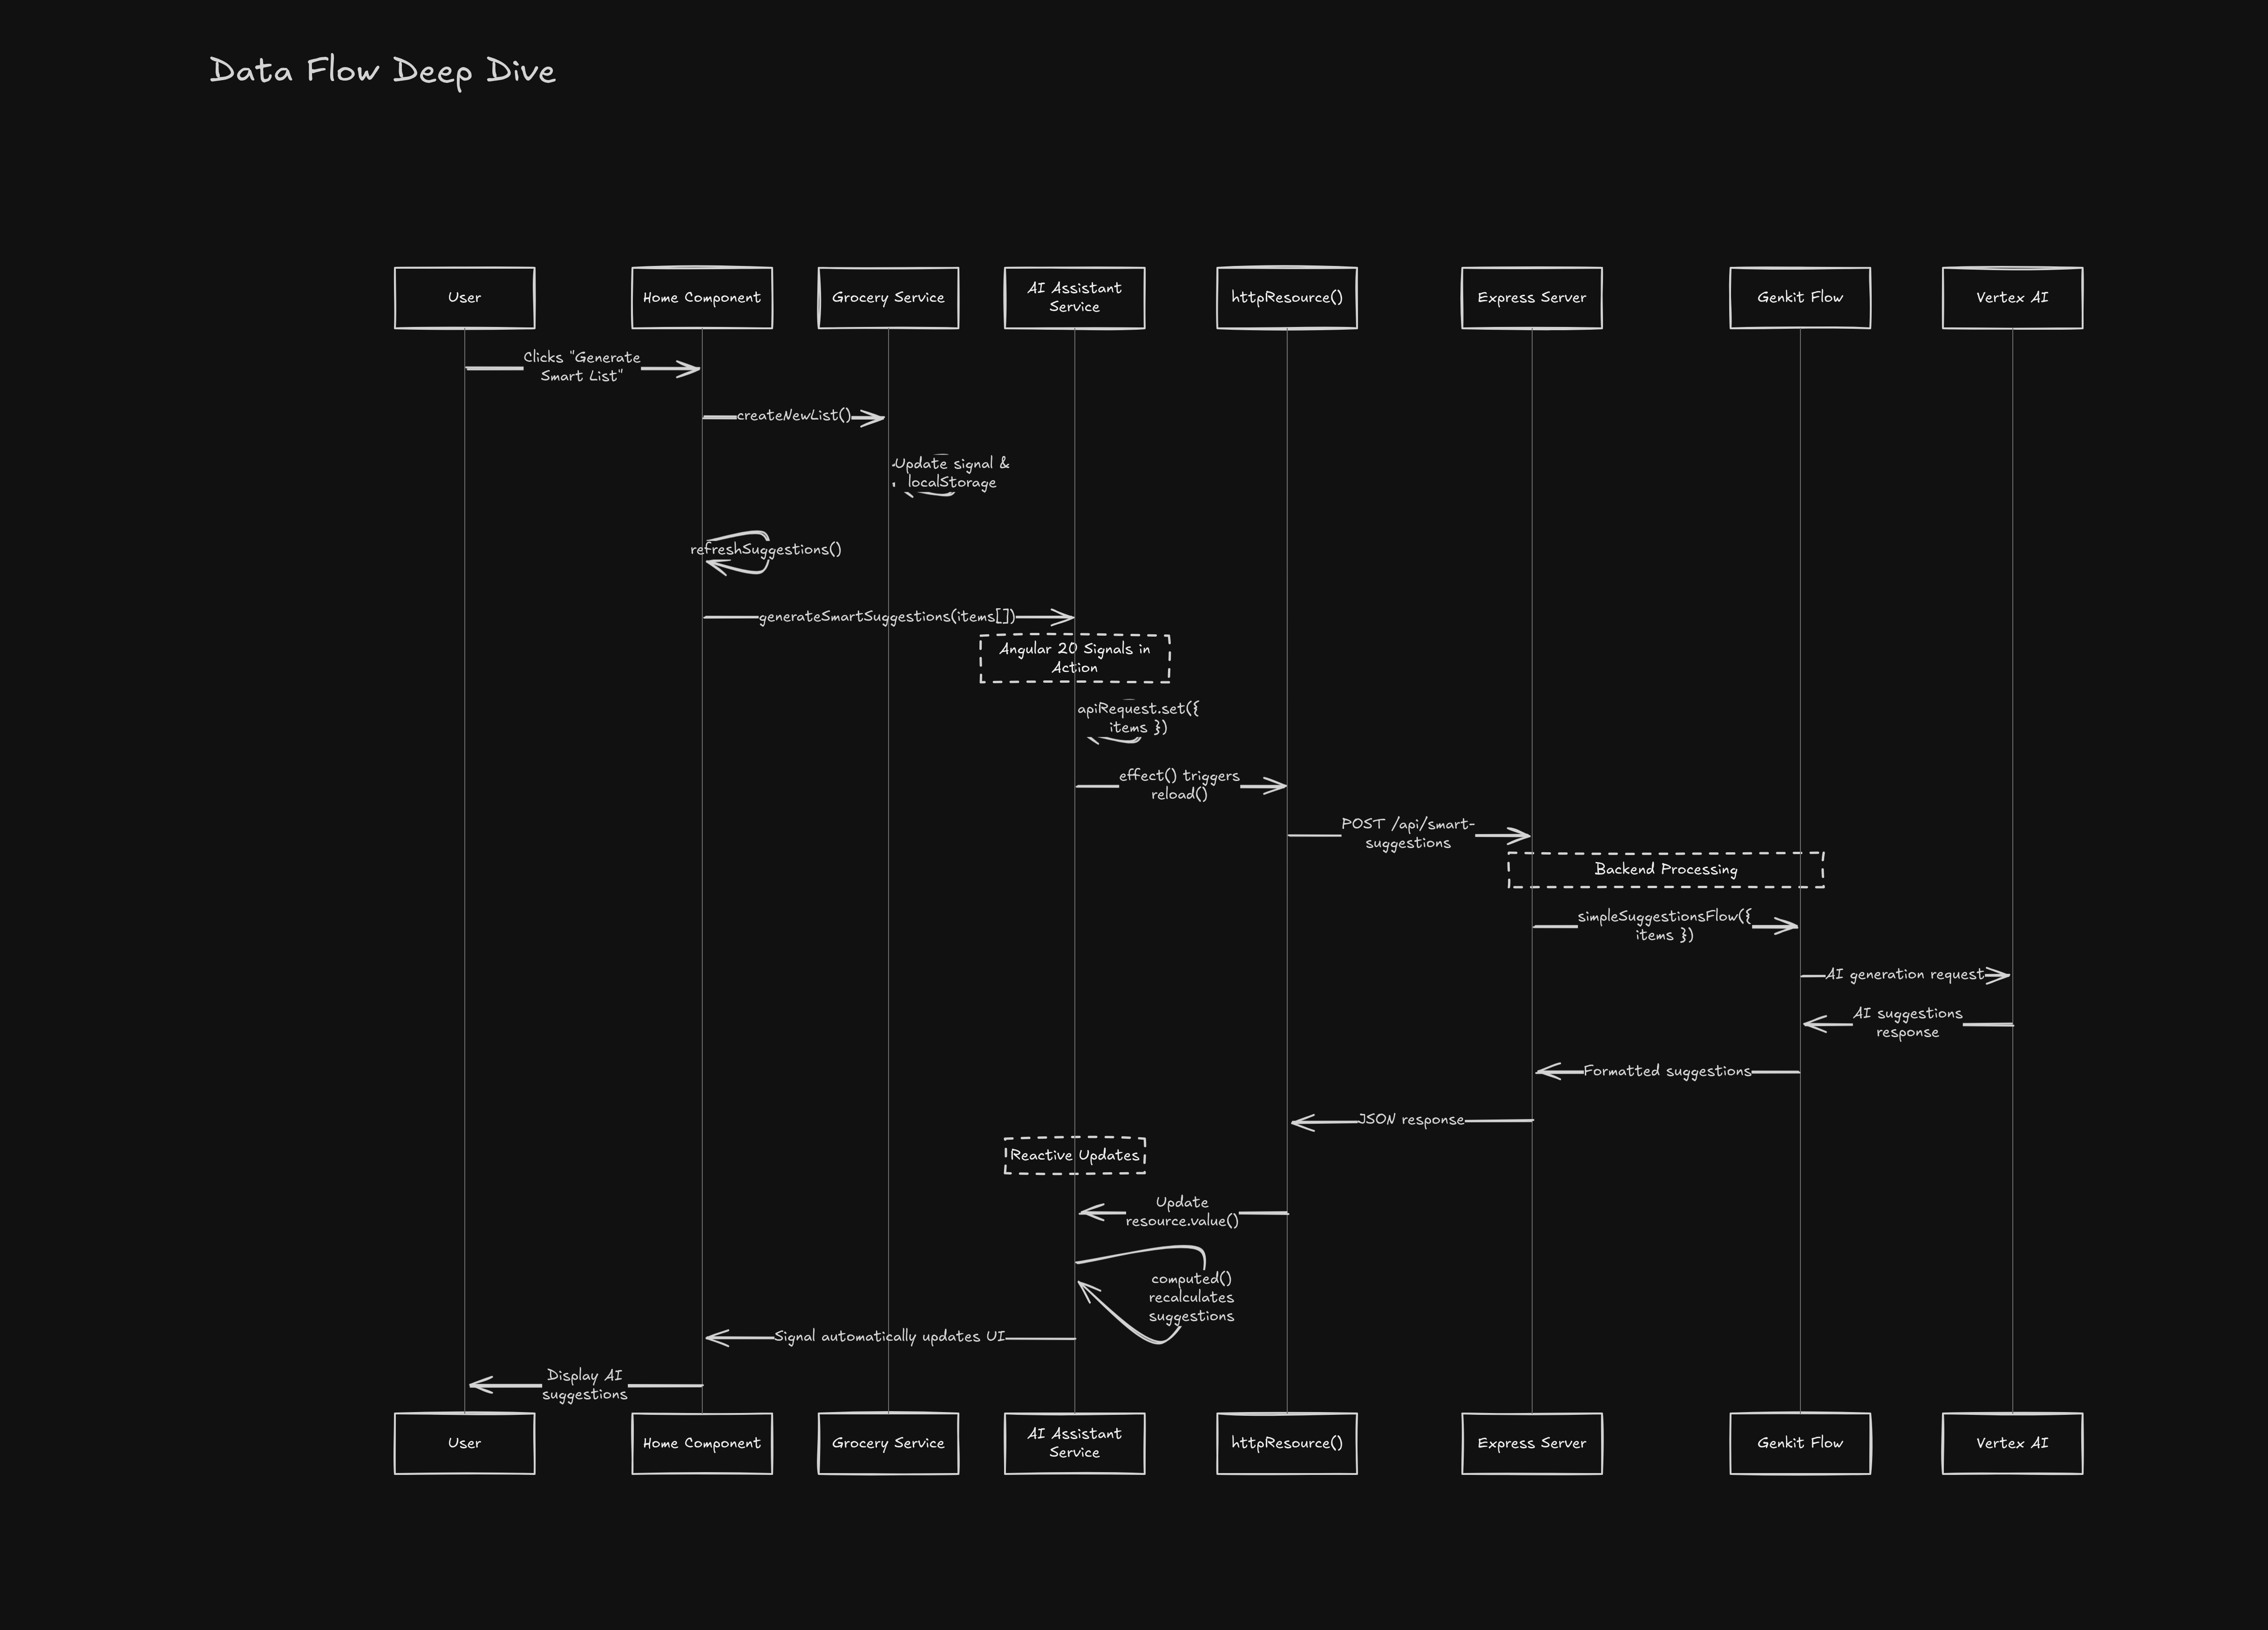 Data Flow Deep Dive
User
Home Component
Grocery Service
AI Assistant
Service
httpResource()
Express Server
Genkit Flow
Vertex AI
Clicks "Generate
Smart List"
createNewList()
Update signal &
localStorage
refreshSuggestions()
generateSmartSuggestions(items[])
Angular 20 Signals in
Action
apiRequest.set({
items })
effect() triggers
reload()
POST /api/smart-
suggestions
Backend Processing
simpleSuggestionsFlow({
items })
AI generation request
AI suggestions
response
Formatted suggestions
JSON response
Reactive Updates
Update
resource.value()
computed()
recalculates
suggestions
Signal automatically updates UI
Display AI
suggestions
User
Home Component
Grocery Service
AI Assistant
Service
httpResource()
Express Server
Genkit Flow
Vertex AI